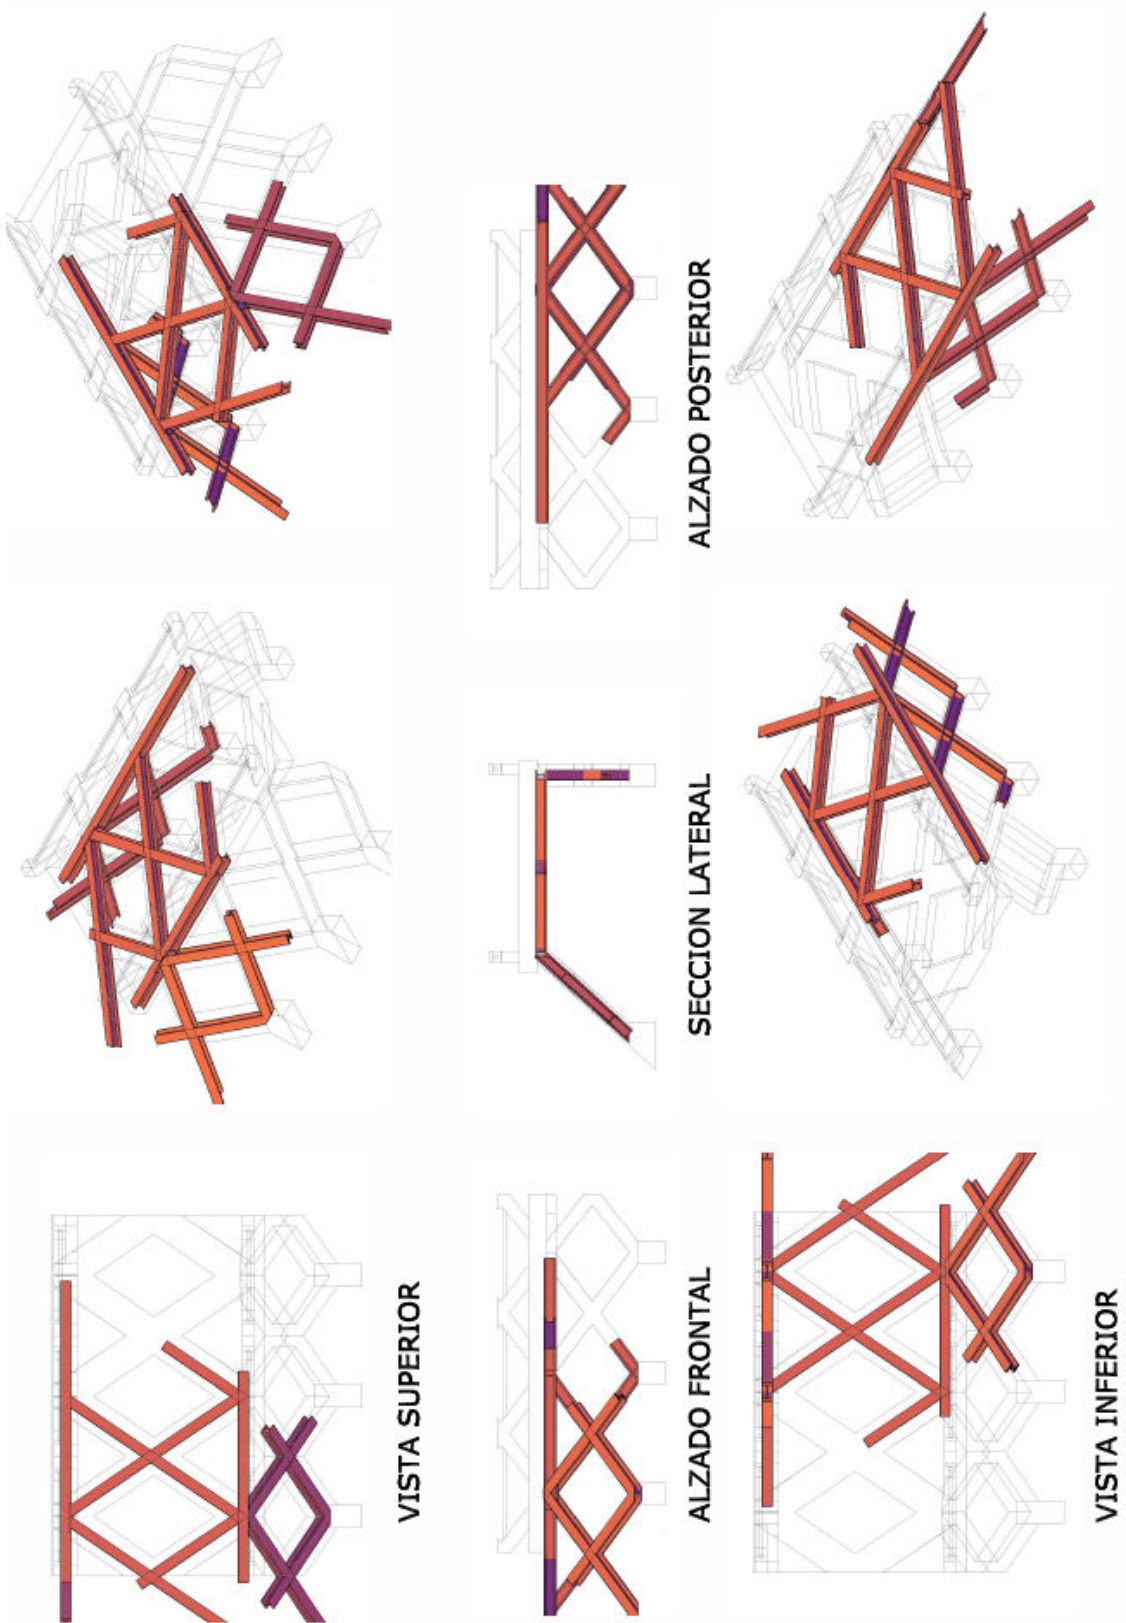 VISTA SUPERIOR
ALZADO FRONTAL
SECCION LATERAL
ALZADO POSTERIOR
VISTA INFERIOR